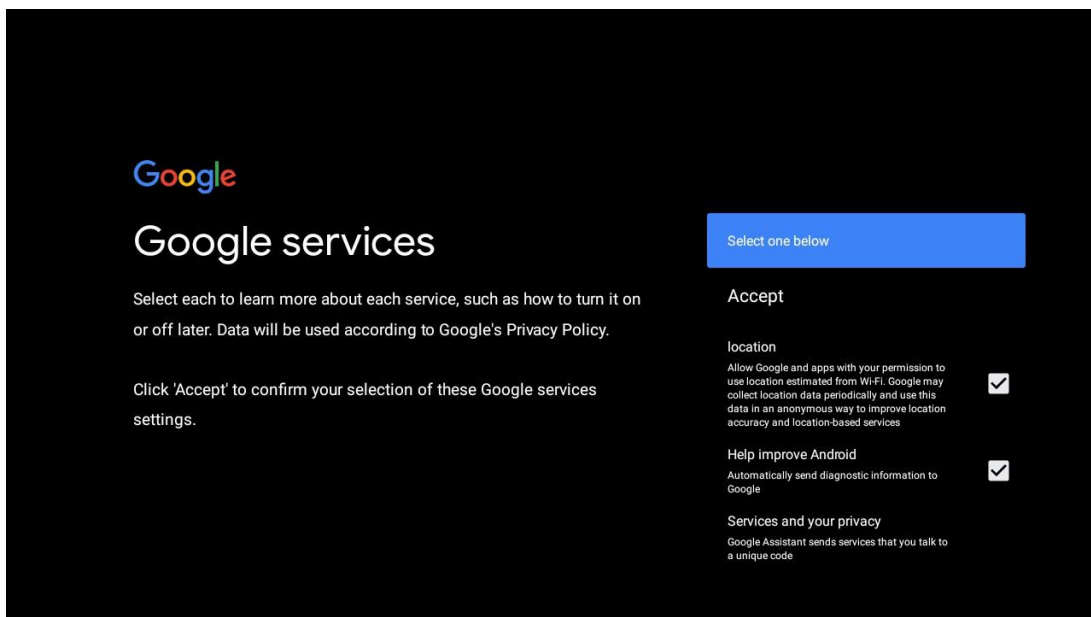 Google
Google services
Select each to learn more about each service, such as how to turn it on
or off later. Data will be used according to Google's Privacy Policy.
Click 'Accept' to confirm your selection of these Google services
settings.
Select one below
Accept
location
Allow Google and apps with your permission to
use location estimated from Wi-Fi. Google may
collect location data periodically and use this
data in an anonymous way to improve location
accuracy and location-based services
Help improve Android
Automatically send diagnostic information to
Google
Services and your privacy
Google Assistant sends services that you talk to
a unique code